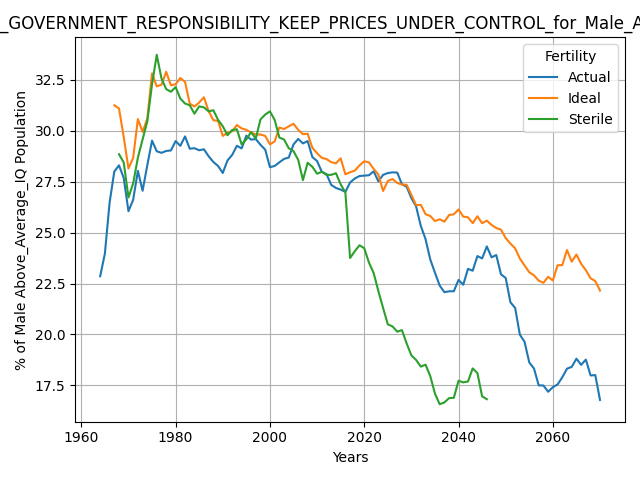 _GOVERNMENT_RESPONSIBILITY_KEEP_PRICES_UNDER_CONTROL_for_Male_A
Fertility
Actual
Ideal
Sterile
% of Male Above_Average_IQ Population
32.5
30.0
27.5
25.0
22.5
20.0
17.5
1960 1980 2000 2020 2040 2060
Years